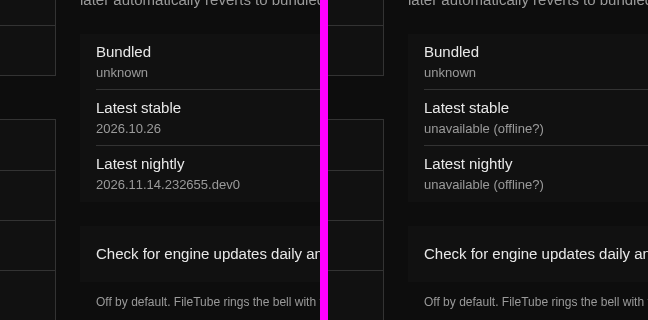 later automatically reverts to bundled
Bundled
unknown
Latest stable
2026.10.26
Latest nightly
2026.11.14.232655.dev0
Check for engine updates daily an
Off by default. FileTube rings the bell with
later automatically reverts to bundled
Bundled
unknown
Latest stable
unavailable (offline?)
Latest nightly
unavailable (offline?)
Check for engine updates daily an
Off by default. FileTube rings the bell with